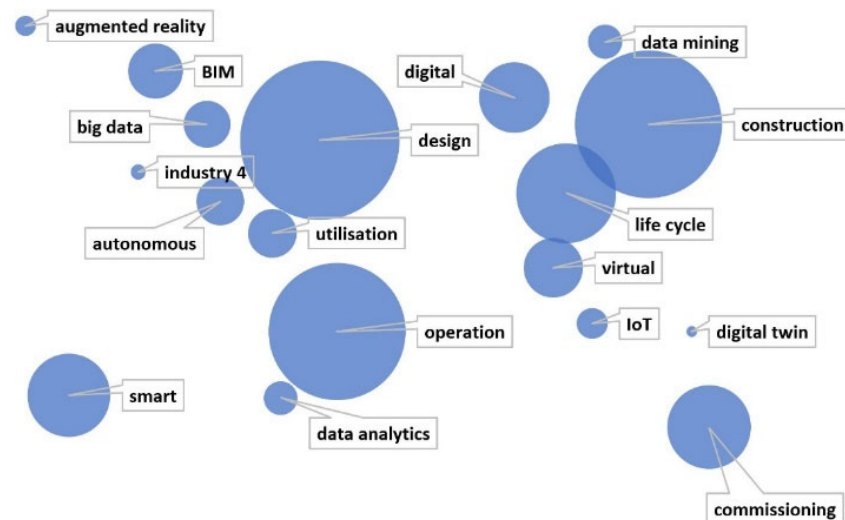 augmented reality
data mining
BIM
digital
big data
construction
design
industry 4
life cycle
utilisation
autonomous
virtual
IoT
operation
digital twin
smart
data analytics
commissioning